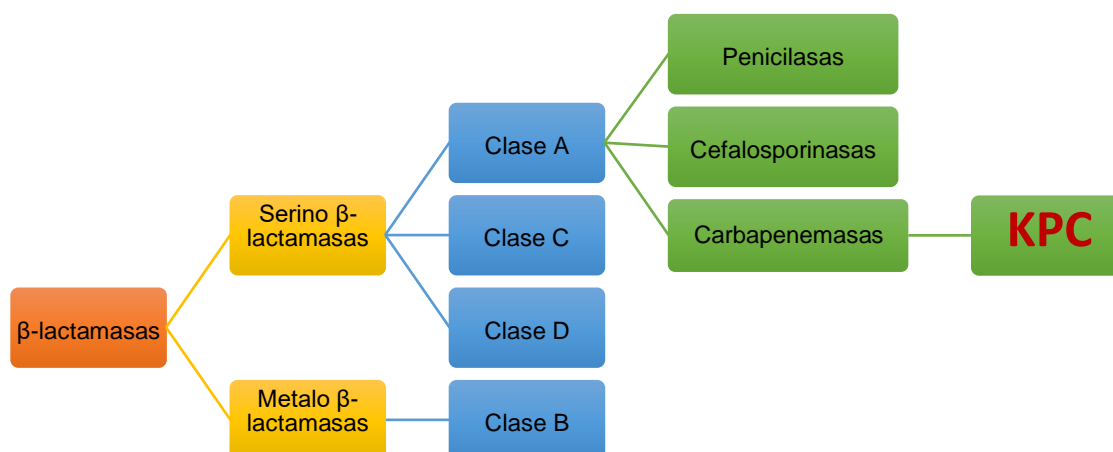 β-lactamasas
Serino β-
lactamasas
Metalo β-
lactamasas
Clase A
Clase C
Clase D
Clase B
Penicilasas
Cefalosporinasas
Carbapenemasas
KPC